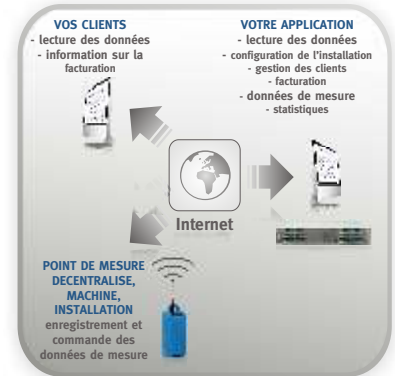 VOS CLIENTS
- lecture des données
- information sur la
facturation
VOTRE APPLICATION
- lecture des données
- configuration de l'installation
- gestion des clients
- facturation
- données de mesure
- statistiques
Internet
POINT DE MESURE
DECENTRALISE,
MACHINE,
INSTALLATION
enregistrement et
commande des
données de mesure